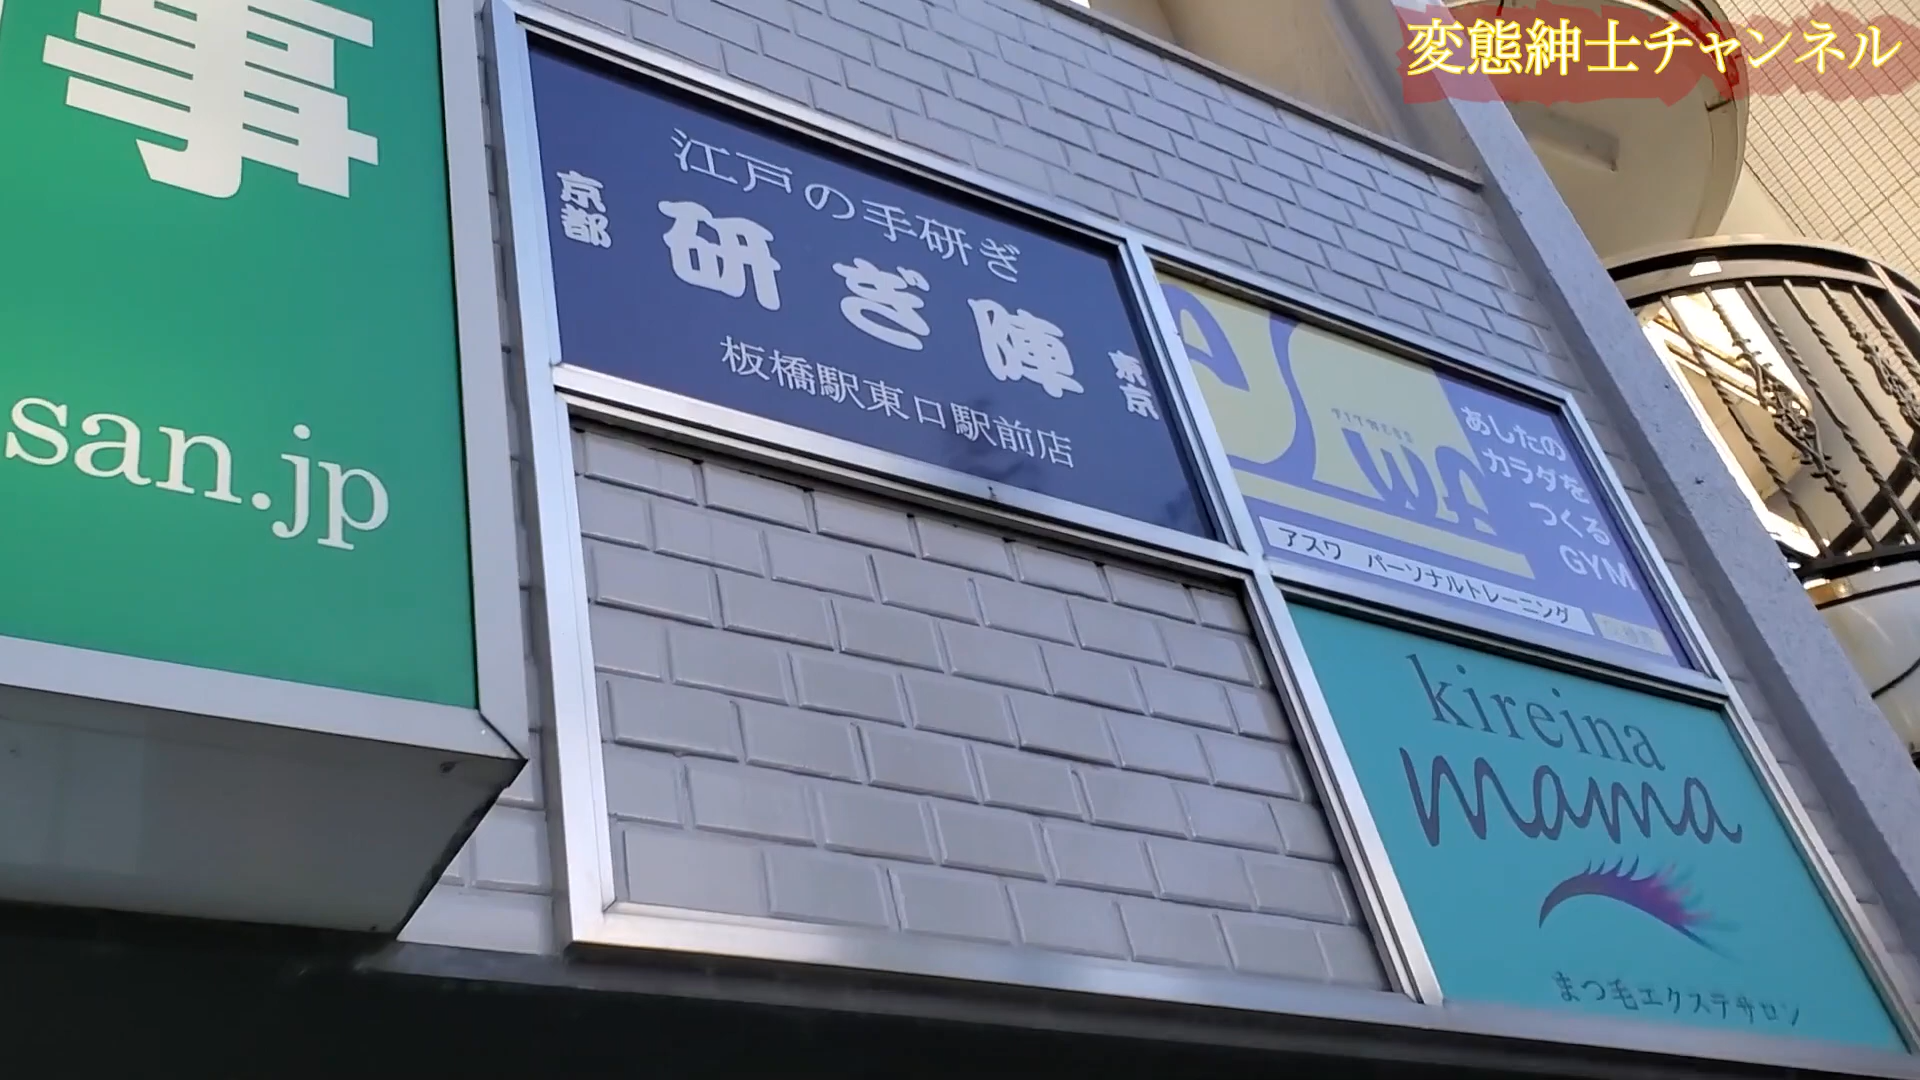 変態紳士チャンネル
事
san.jp
江戸の手研ぎ
京都
研ぎ陣
東京
板橋駅東口駅前店
FITNESS
あしたの
カラダを
つくる
GYM
アスワ パーソナルトレーニング
kireina
mama
まつ毛エクステサロン